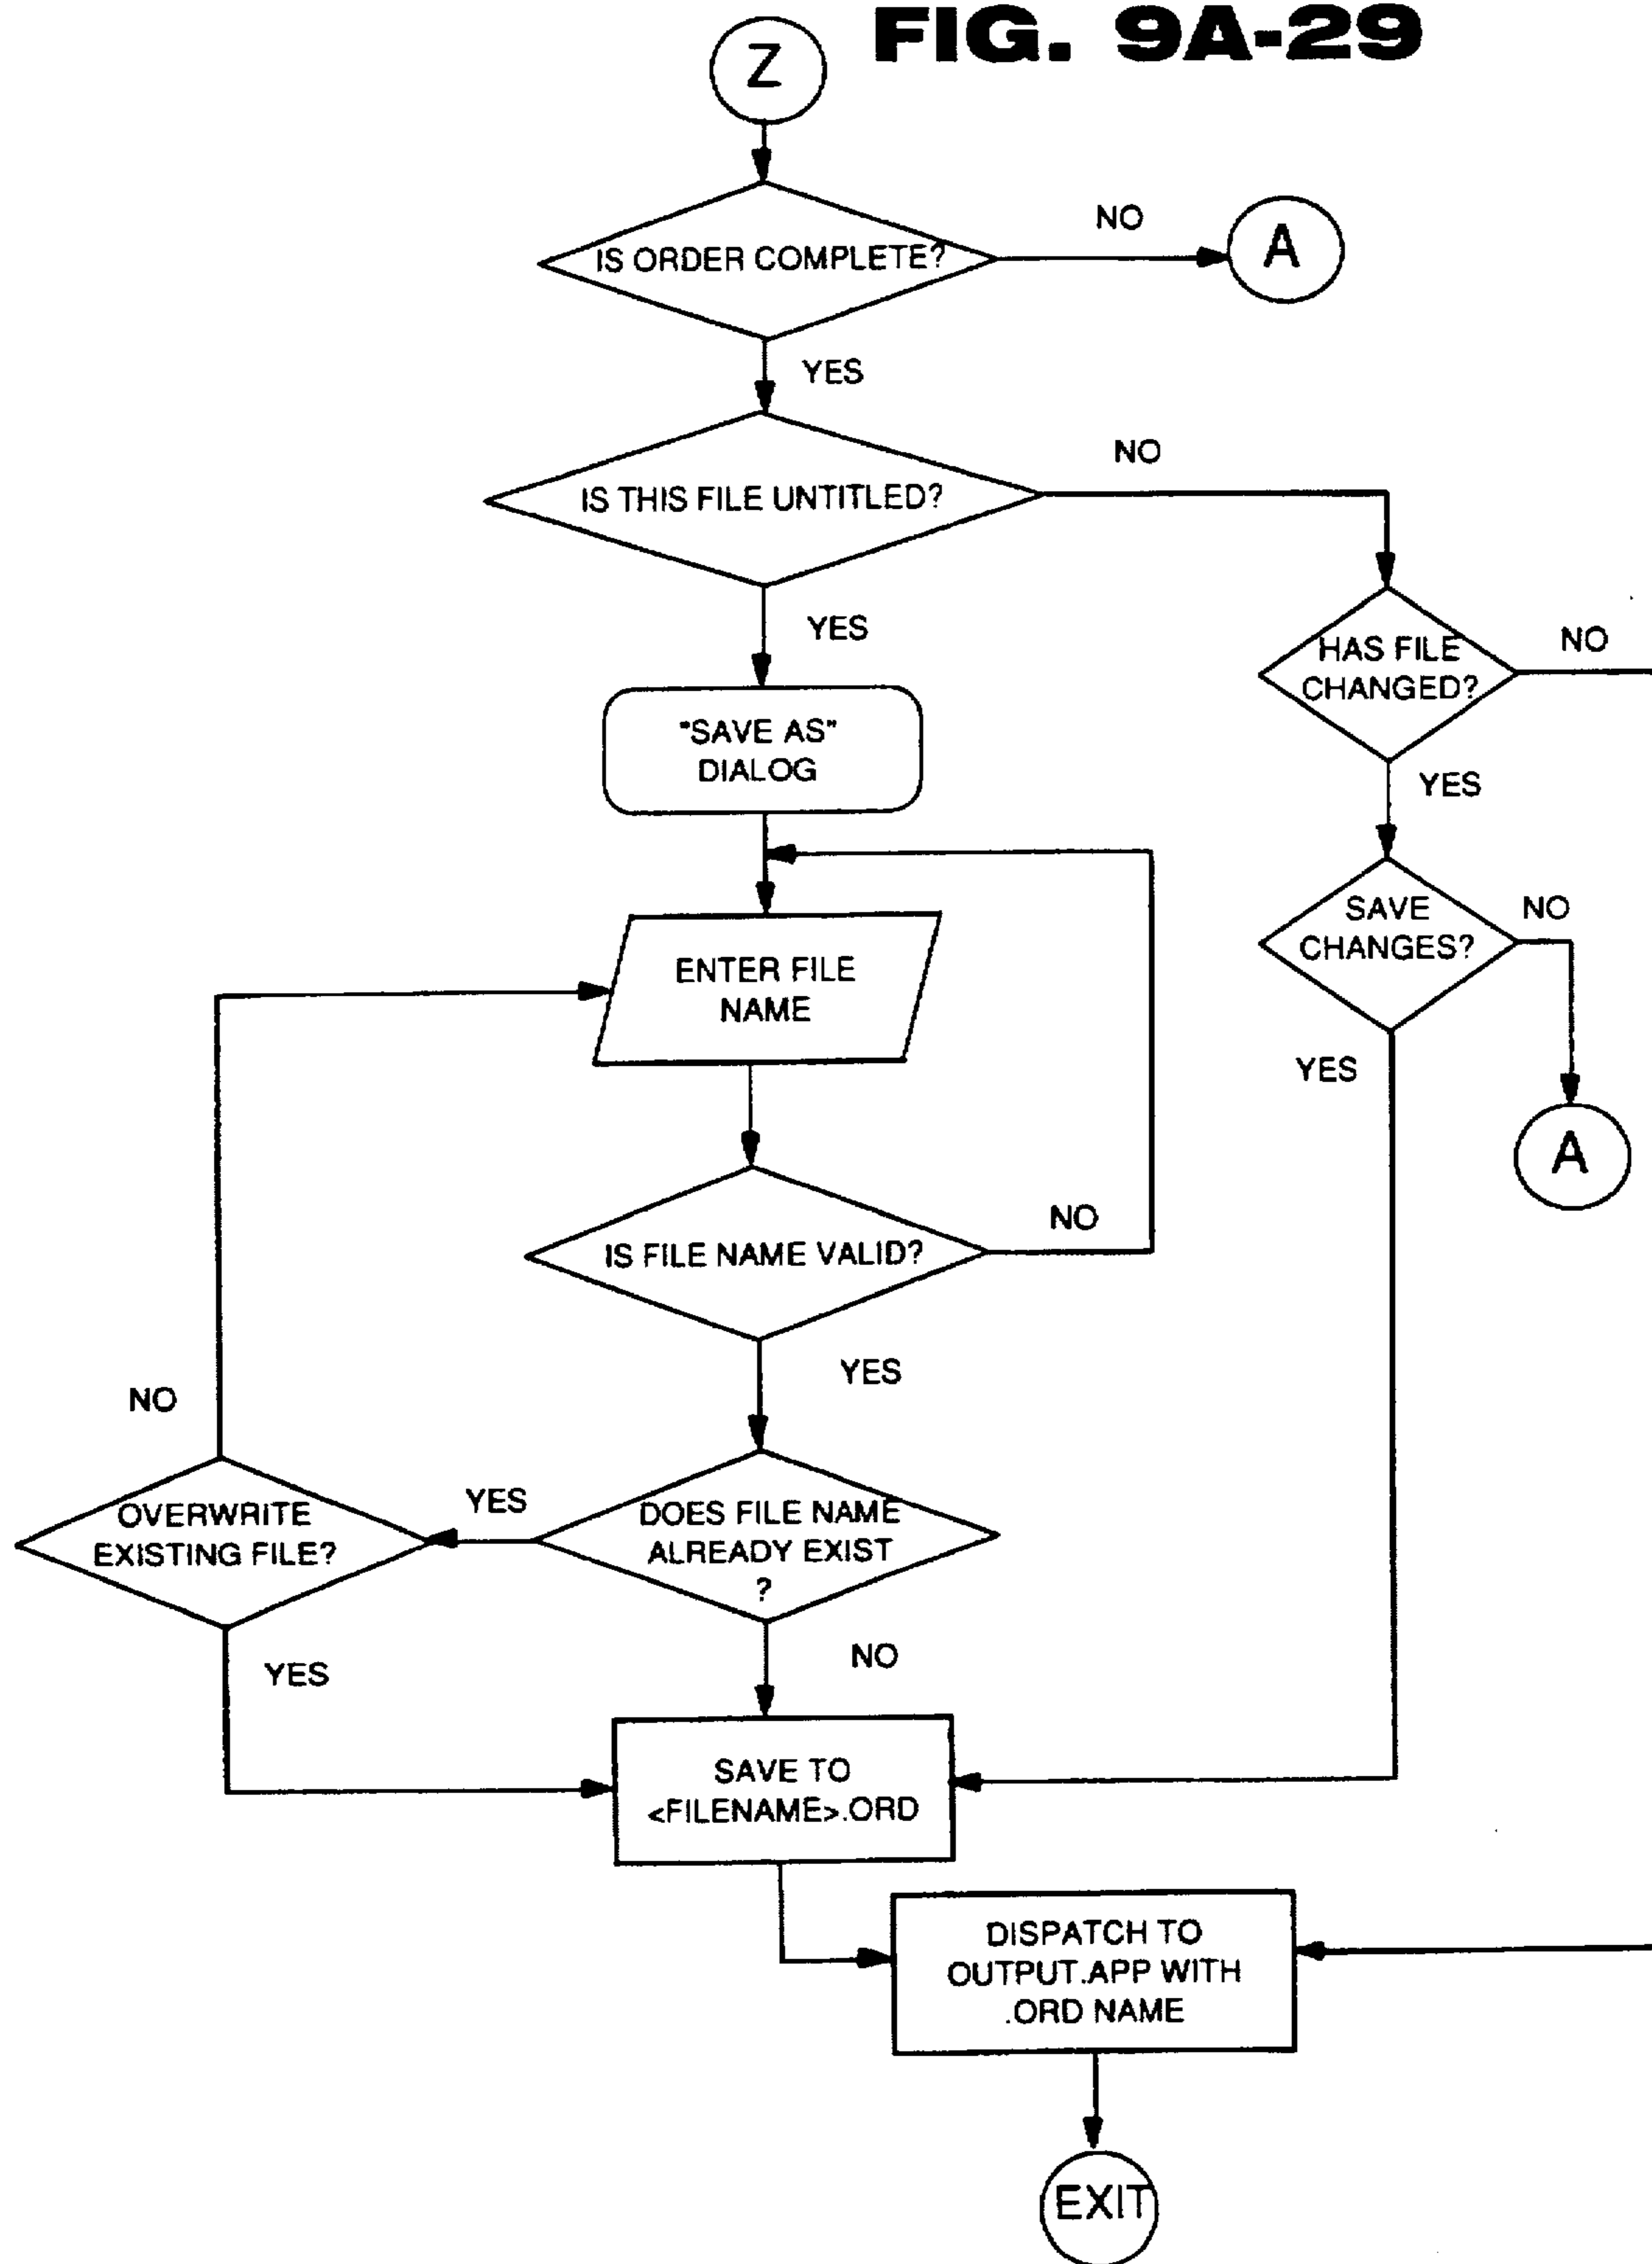 FIG. 9A-29
Z
IS ORDER COMPLETE?
NO
A
YES
IS THIS FILE UNTITLED?
NO
YES
HAS FILE
CHANGED?
NO
YES
"SAVE AS"
DIALOG
SAVE
CHANGES?
NO
YES
A
ENTER FILE
NAME
IS FILE NAME VALID?
NO
YES
NO
OVERWRITE
EXISTING FILE?
YES
DOES FILE NAME
ALREADY EXIST
?
YES
NO
SAVE TO
<FILENAME>.ORD
DISPATCH TO
OUTPUT.APP WITH
.ORD NAME
EXIT